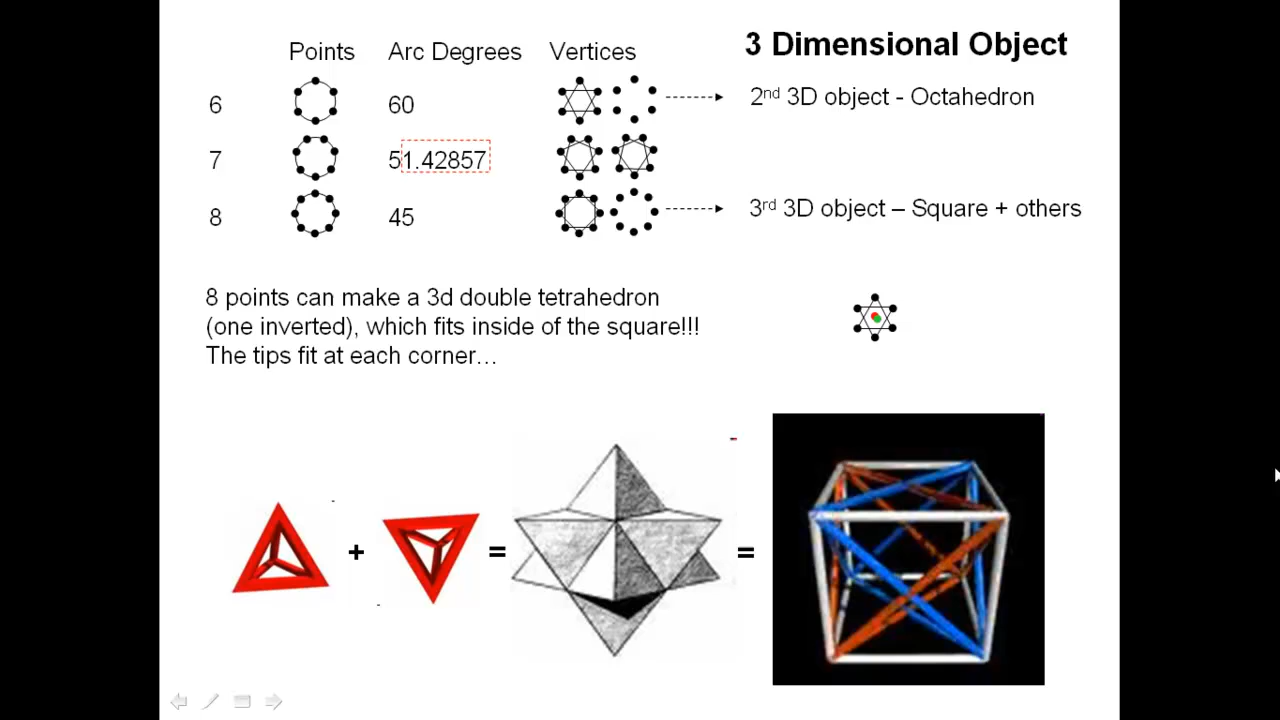 3 Dimensional Object
Points Arc Degrees Vertices
6 60 2nd 3D object - Octahedron
7 51.42857
8 45 3rd 3D object – Square + others
8 points can make a 3d double tetrahedron
(one inverted), which fits inside of the square!!!
The tips fit at each corner…
+ = =